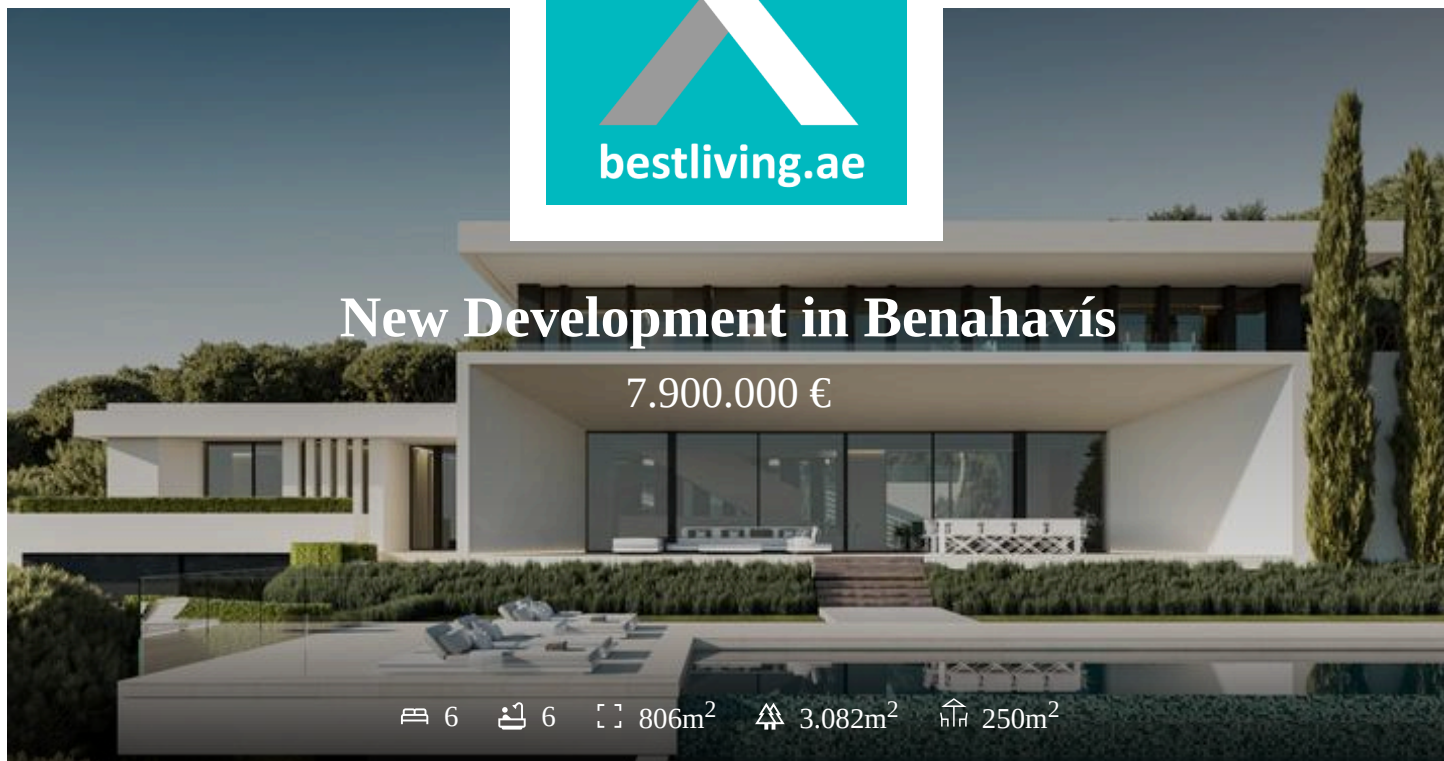 bestliving.ae
New Development in Benahavís
7.900.000 €
6 6 806m² 3.082m² 250m²